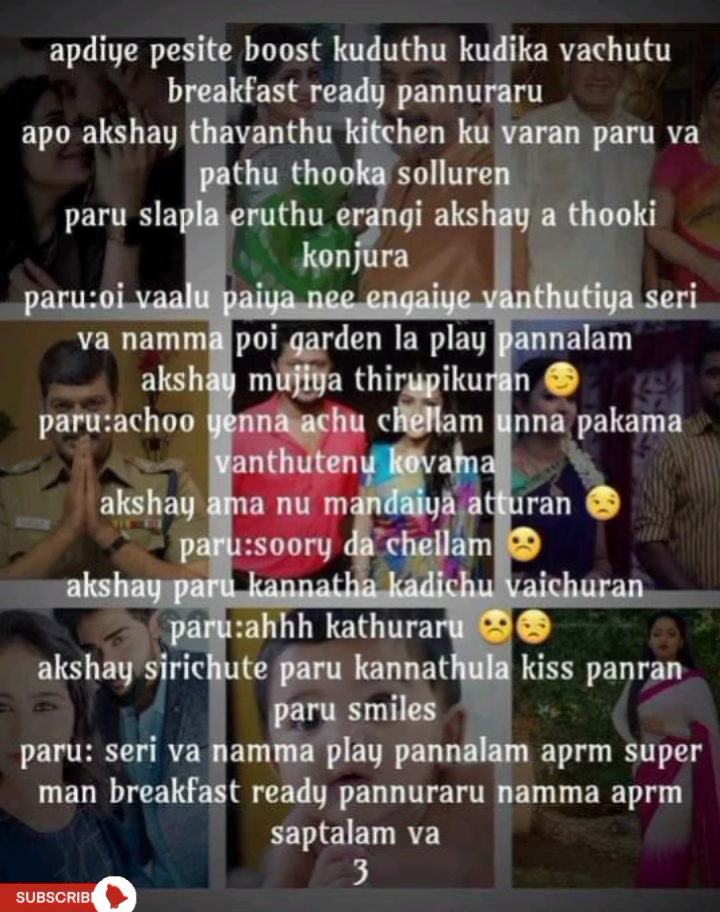 apdiye pesite boost kuduthu kudika vachutu
breakfast ready pannuraru
apo akshay thavanthu kitchen ku varan paru va
pathu thooka solluren
paru slapla eruthu erangi akshay a thooki
konjura
paru:oi vaalu paiya nee engaiye vanthutiya seri
va namma poi garden la play pannalam
akshay mujiya thirupikuran 😏
paru:achoo yenna achu chellam unna pakama
vanthutenu kovama
akshay ama nu mandaiya atturan 😒
paru:soory da chellam ☹️
akshay paru kannatha kadichu vaichuran
paru:ahhh kathuraru ☹️😒
akshay sirichute paru kannathula kiss panran
paru smiles
paru: seri va namma play pannalam aprm super
man breakfast ready pannuraru namma aprm
saptalam va
3
SUBSCRIB